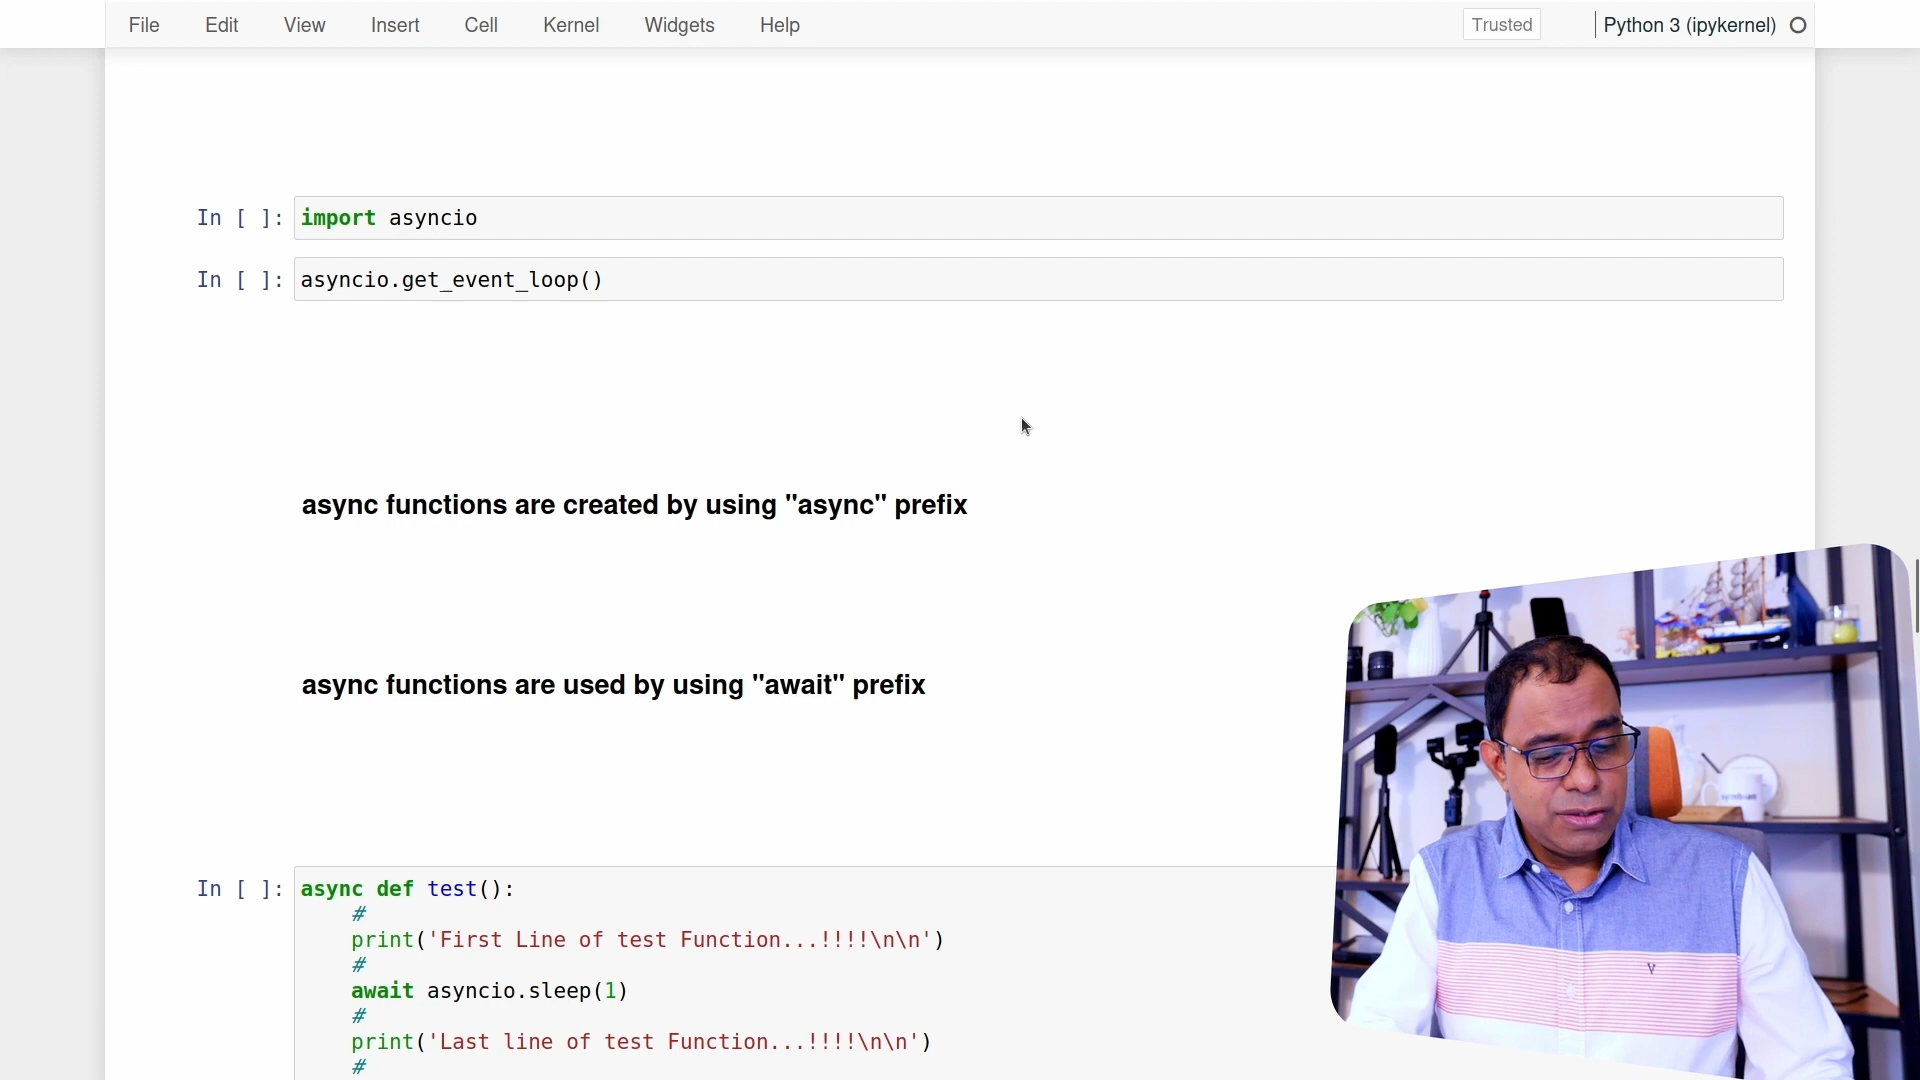 File Edit View Insert Cell Kernel Widgets Help Trusted Python 3 (ipykernel)
In [ ]: import asyncio
In [ ]: asyncio.get_event_loop()
async functions are created by using "async" prefix
async functions are used by using "await" prefix
In [ ]: async def test():
#
print('First Line of test Function...!!!!\n\n')
#
await asyncio.sleep(1)
#
print('Last line of test Function...!!!!\n\n')
#